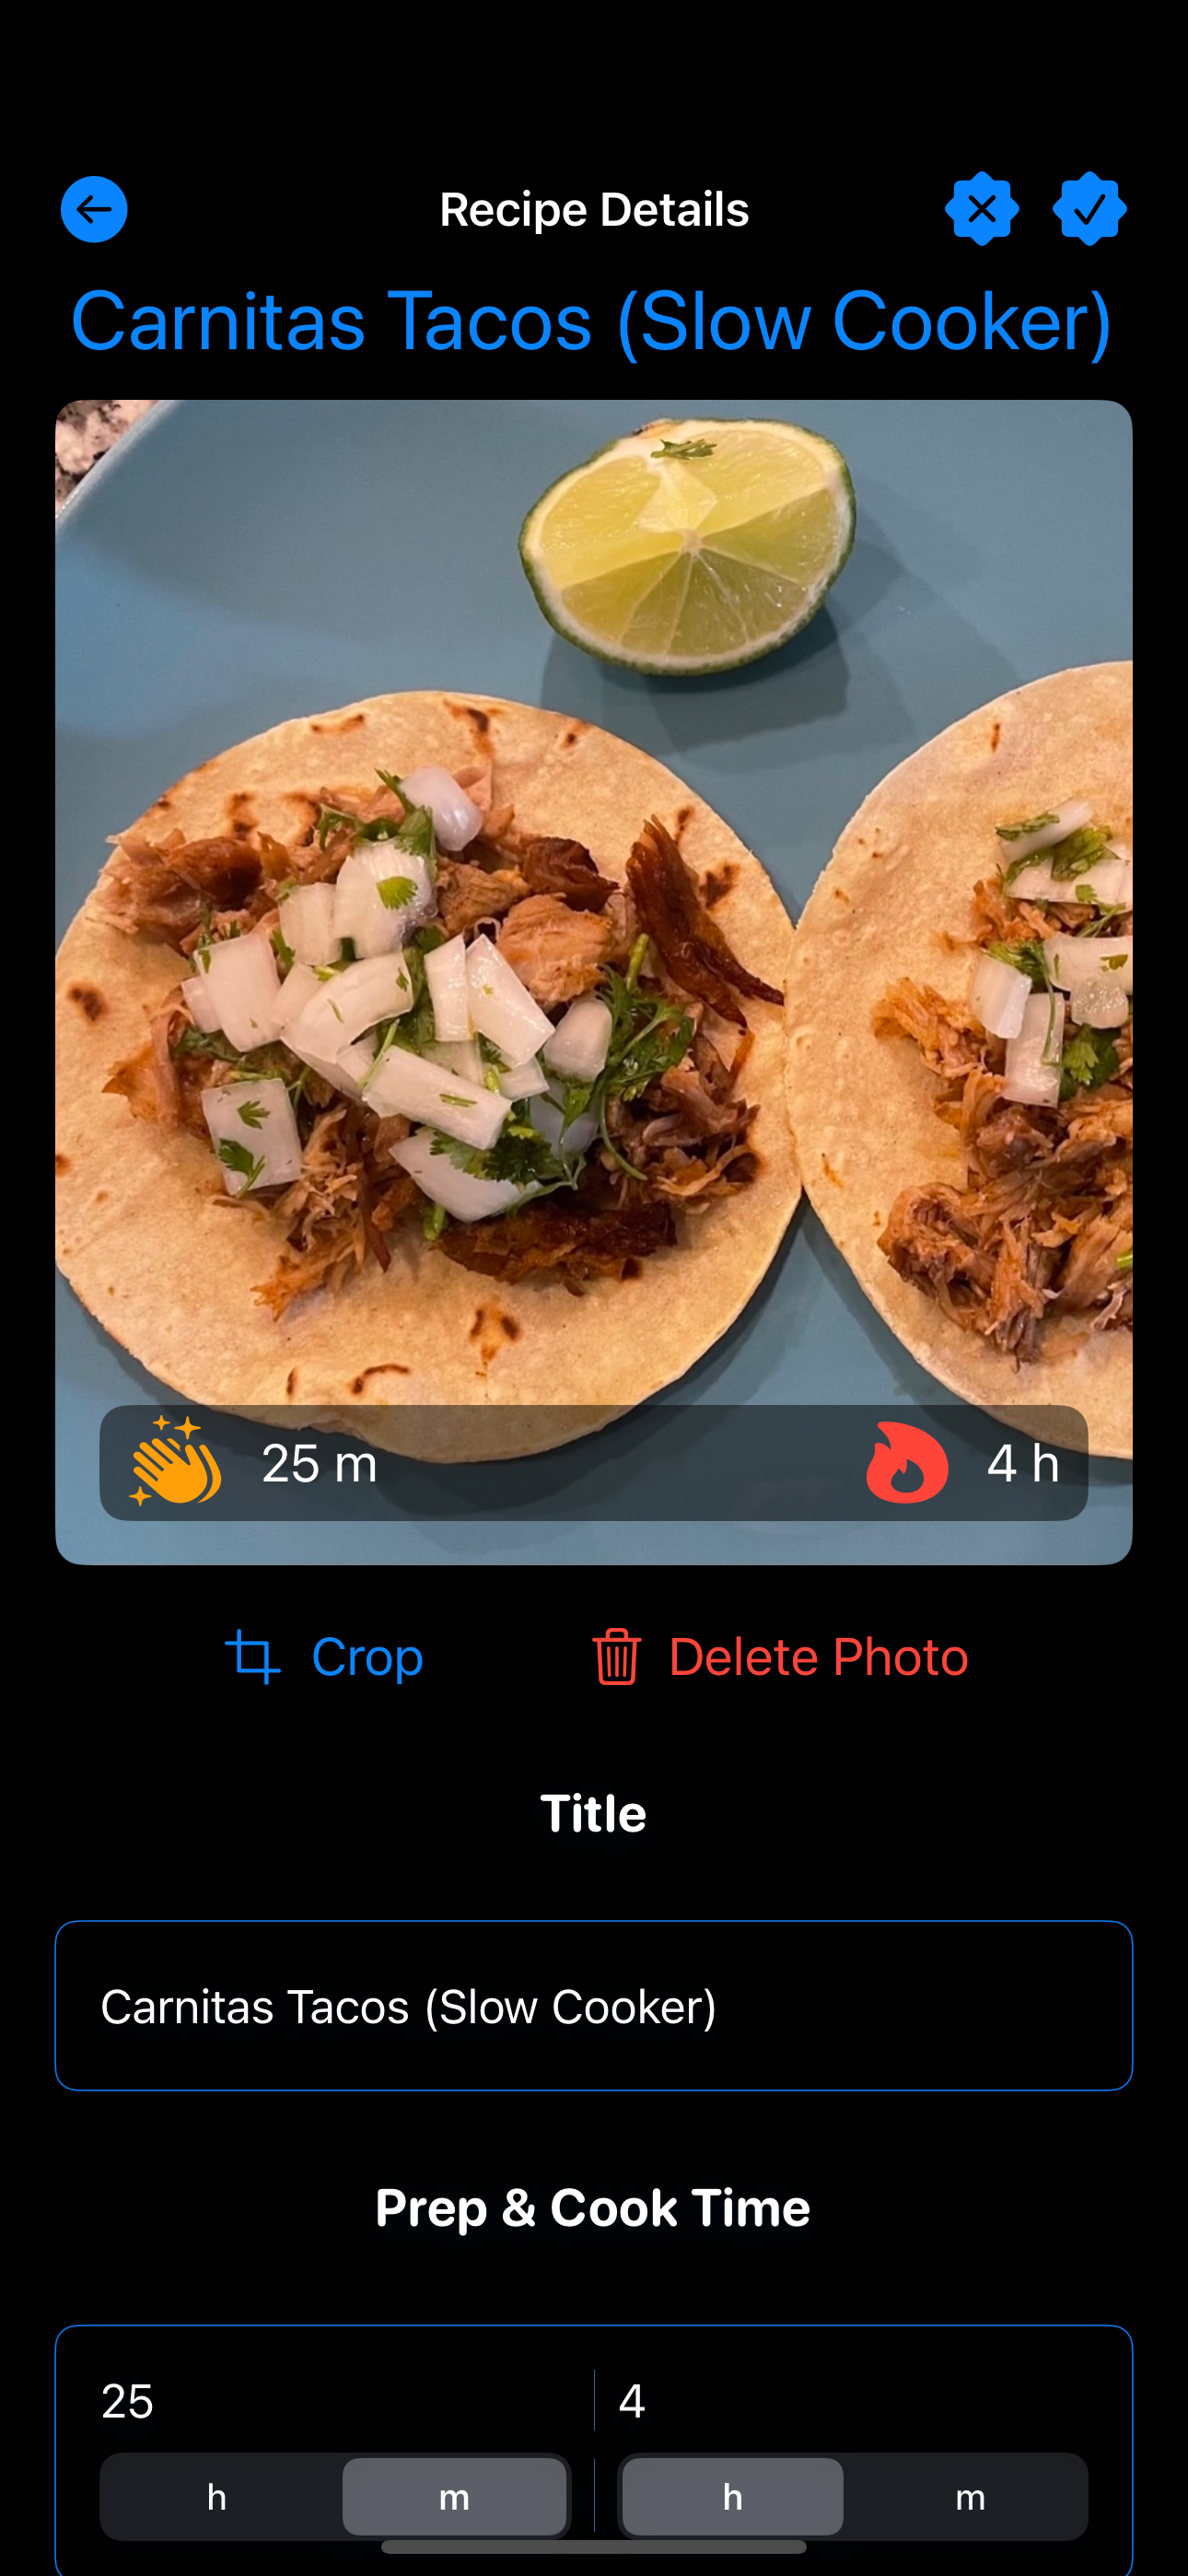 Recipe Details
Carnitas Tacos (Slow Cooker)
25 m 4 h
Crop Delete Photo
Title
Carnitas Tacos (Slow Cooker)
Prep & Cook Time
25 4
h m h m